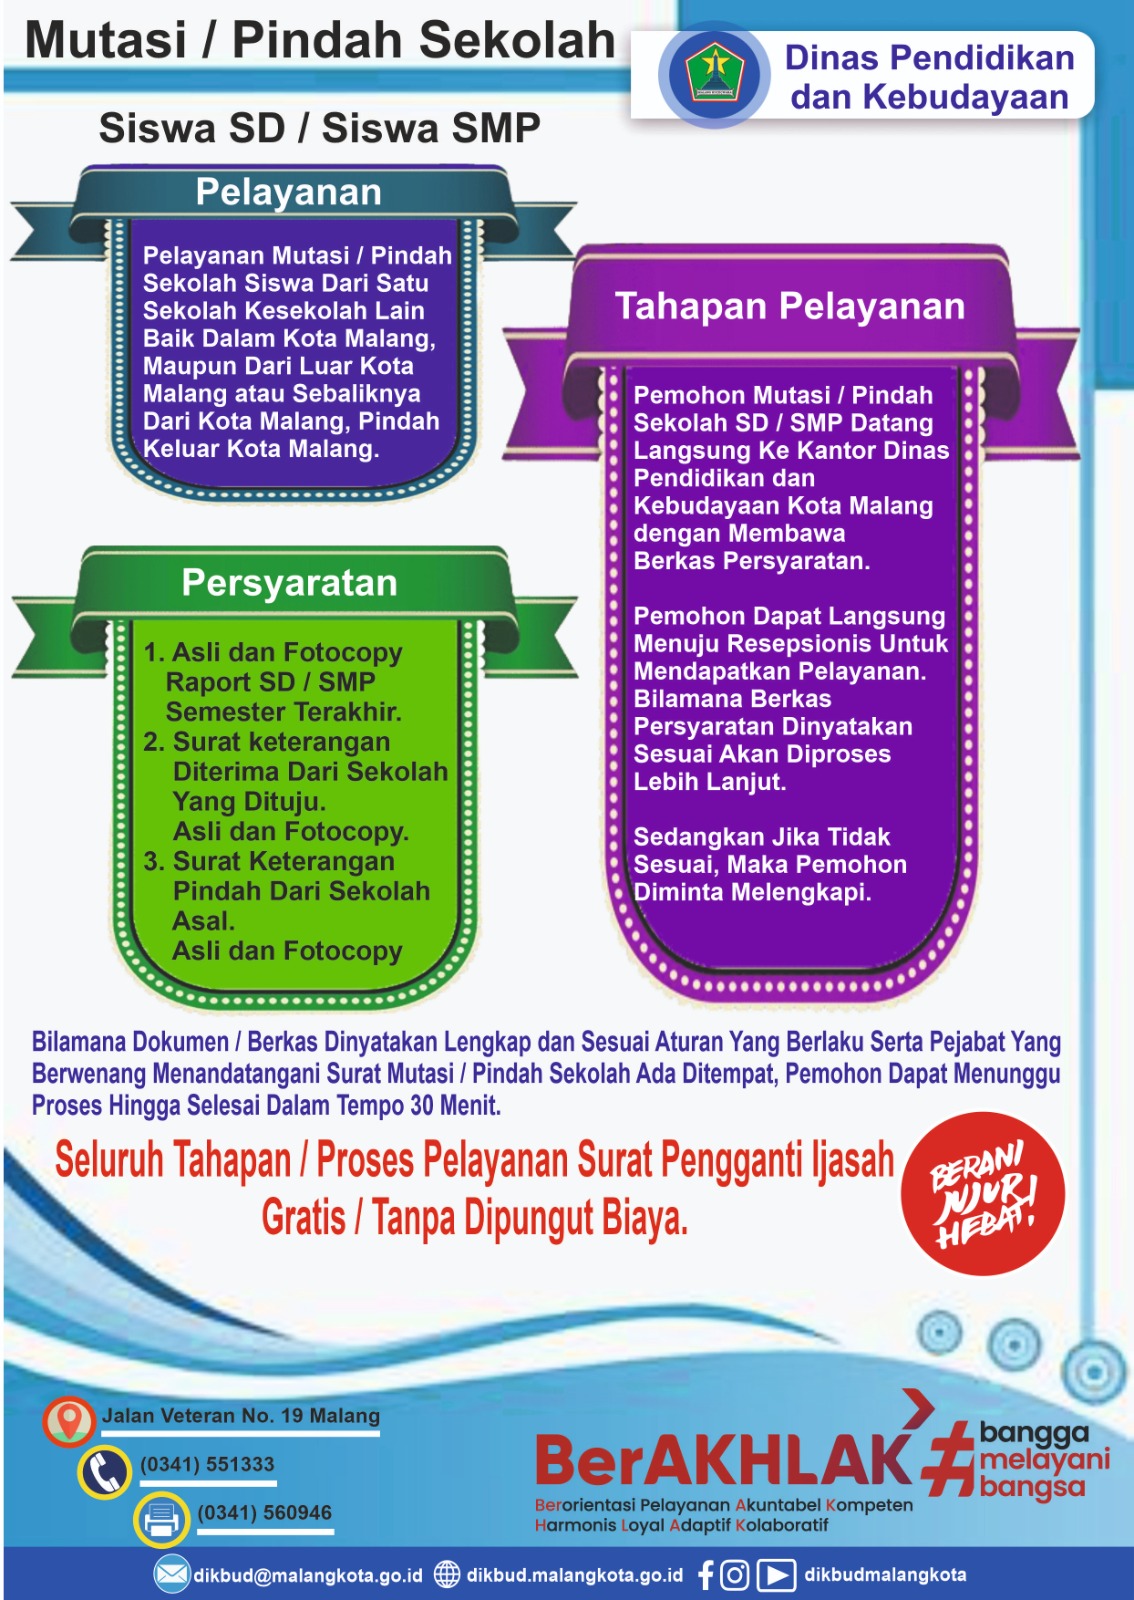 Mutasi / Pindah Sekolah
Dinas Pendidikan
dan Kebudayaan
Siswa SD / Siswa SMP
Pelayanan
Pelayanan Mutasi / Pindah
Sekolah Siswa Dari Satu
Sekolah Kesekolah Lain
Baik Dalam Kota Malang,
Maupun Dari Luar Kota
Malang atau Sebaliknya
Dari Kota Malang, Pindah
Keluar Kota Malang.
Persyaratan
1. Asli dan Fotocopy
Raport SD / SMP
Semester Terakhir.
2. Surat keterangan
Diterima Dari Sekolah
Yang Dituju.
Asli dan Fotocopy.
3. Surat Keterangan
Pindah Dari Sekolah
Asal.
Asli dan Fotocopy
Tahapan Pelayanan
Pemohon Mutasi / Pindah
Sekolah SD / SMP Datang
Langsung Ke Kantor Dinas
Pendidikan dan
Kebudayaan Kota Malang
dengan Membawa
Berkas Persyaratan.
Pemohon Dapat Langsung
Menuju Resepsionis Untuk
Mendapatkan Pelayanan.
Bilamana Berkas
Persyaratan Dinyatakan
Sesuai Akan Diproses
Lebih Lanjut.
Sedangkan Jika Tidak
Sesuai, Maka Pemohon
Diminta Melengkapi.
Bilamana Dokumen / Berkas Dinyatakan Lengkap dan Sesuai Aturan Yang Berlaku Serta Pejabat Yang
Berwenang Menandatangani Surat Mutasi / Pindah Sekolah Ada Ditempat, Pemohon Dapat Menunggu
Proses Hingga Selesai Dalam Tempo 30 Menit.
Seluruh Tahapan / Proses Pelayanan Surat Pengganti Ijasah
Gratis / Tanpa Dipungut Biaya.
BERANI
JUJUR
HEBAT!
Jalan Veteran No. 19 Malang
(0341) 551333
(0341) 560946
BerAKHLAK
Berorientasi Pelayanan Akuntabel Kompeten
Harmonis Loyal Adaptif Kolaboratif
#bangga
melayani
bangsa
dikbud@malangkota.go.id dikbud.malangkota.go.id dikbudmalangkota